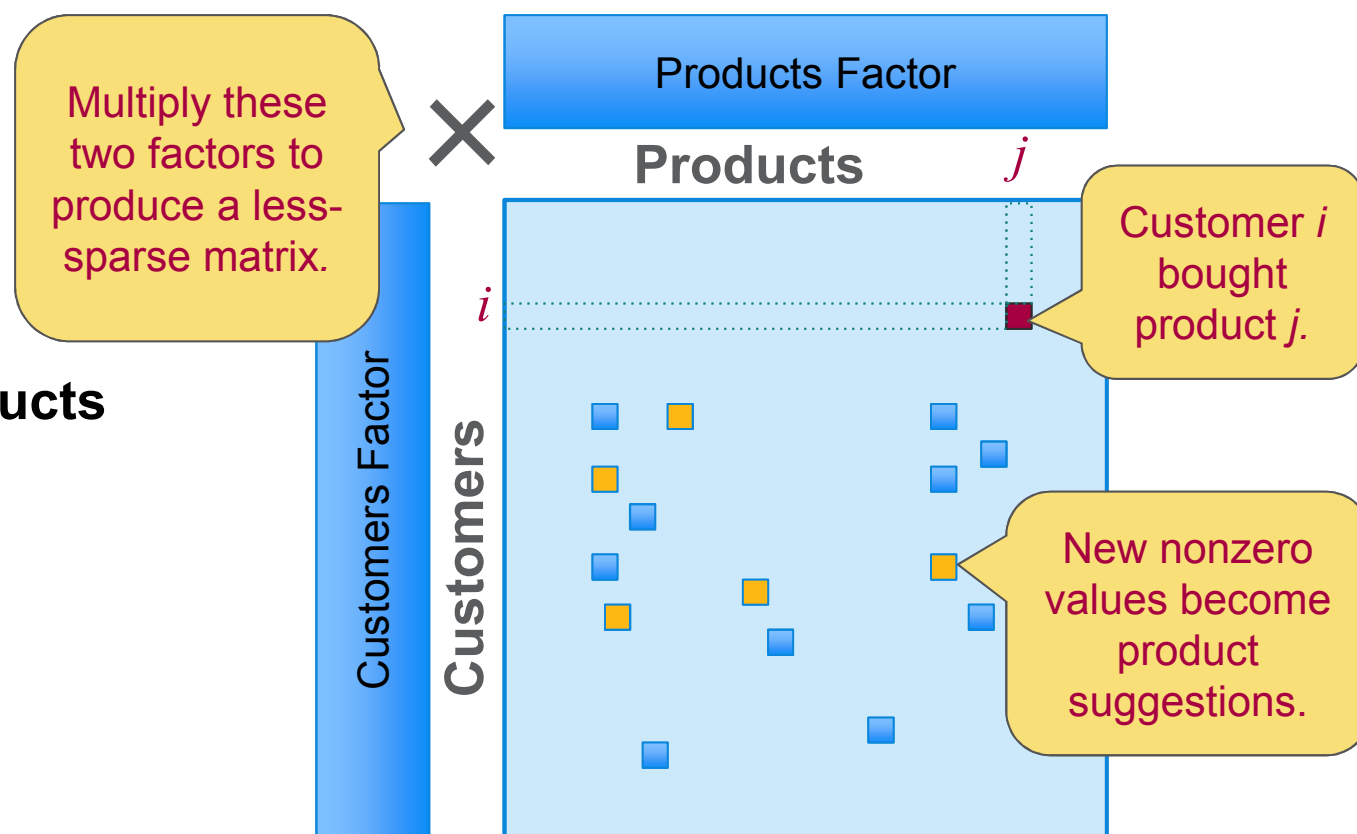 Products Factor
Multiply these
two factors to
produce a less-
sparse matrix.
×
Products
j
Customer i
bought
product j.
i
ucts
Customers Factor
Customers
New nonzero
values become
product
suggestions.